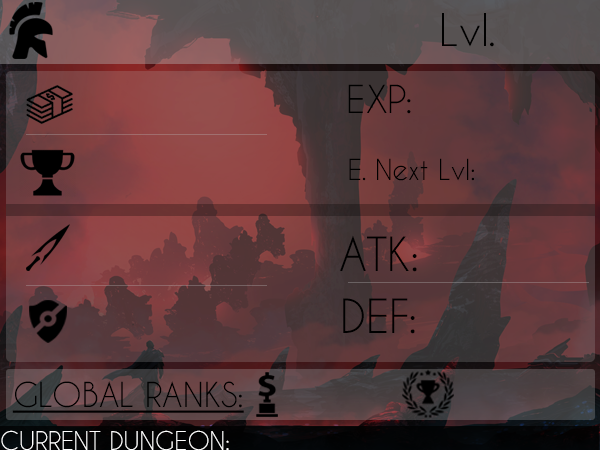 Lvl.
EXP:
E. Next Lvl:
ATK:
DEF:
GLOBAL RANKS:
CURRENT DUNGEON: